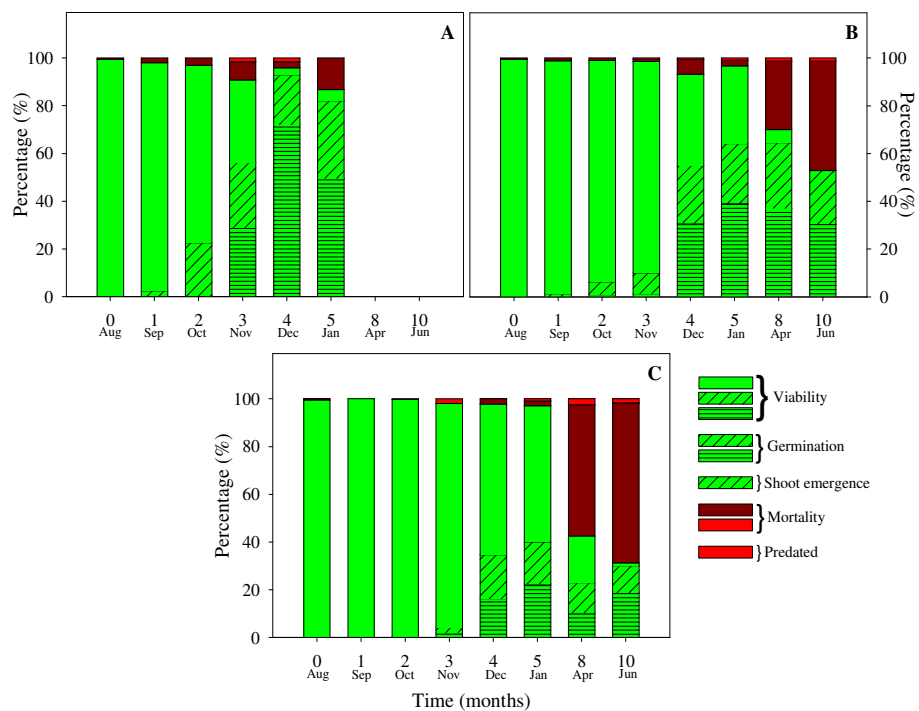 A
Percentage (%)
100
80
60
40
20
0
0 1 2 3 4 5 8 10
Aug Sep Oct Nov Dec Jan Apr Jun
B
Percentage (%)
100
80
60
40
20
0
0 1 2 3 4 5 8 10
Aug Sep Oct Nov Dec Jan Apr Jun
C
Percentage (%)
100
80
60
40
20
0
0 1 2 3 4 5 8 10
Aug Sep Oct Nov Dec Jan Apr Jun
Time (months)
} Viability
} Germination
} Shoot emergence
} Mortality
} Predated